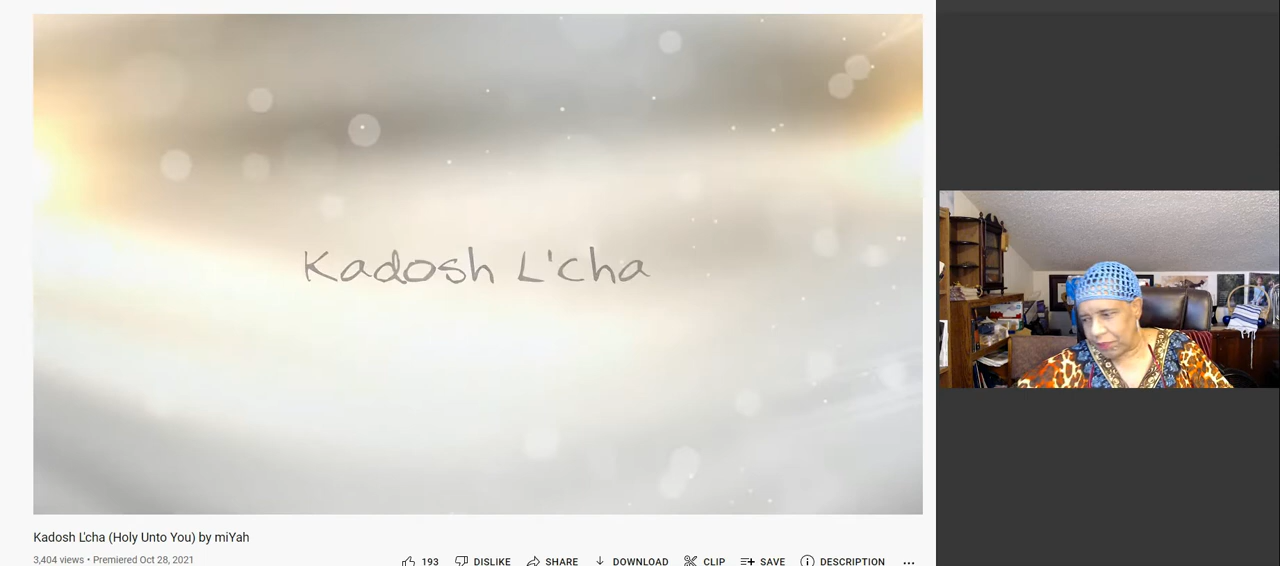 Kadosh L'cha
Kadosh L'cha (Holy Unto You) by miYah
3,404 views • Premiered Oct 28, 2021
193 DISLIKE SHARE DOWNLOAD CLIP SAVE DESCRIPTION ...